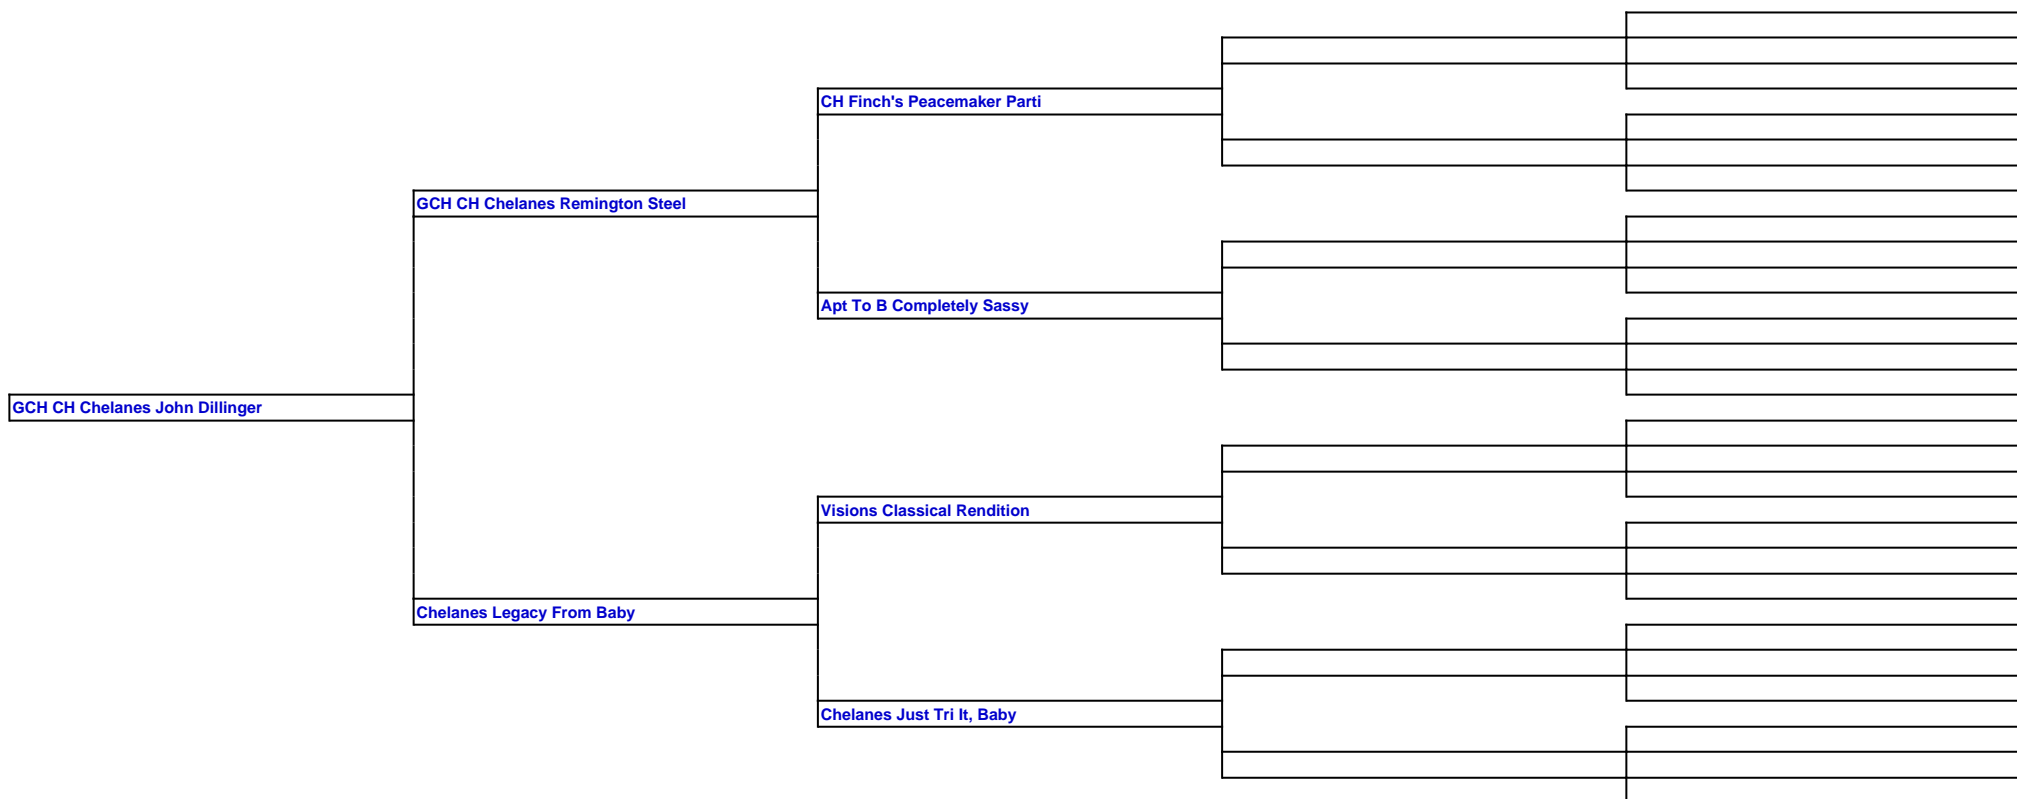 CH Finch's Peacemaker Parti
GCH CH Chelanes Remington Steel
Apt To B Completely Sassy
GCH CH Chelanes John Dillinger
Visions Classical Rendition
Chelanes Legacy From Baby
Chelanes Just Tri It, Baby